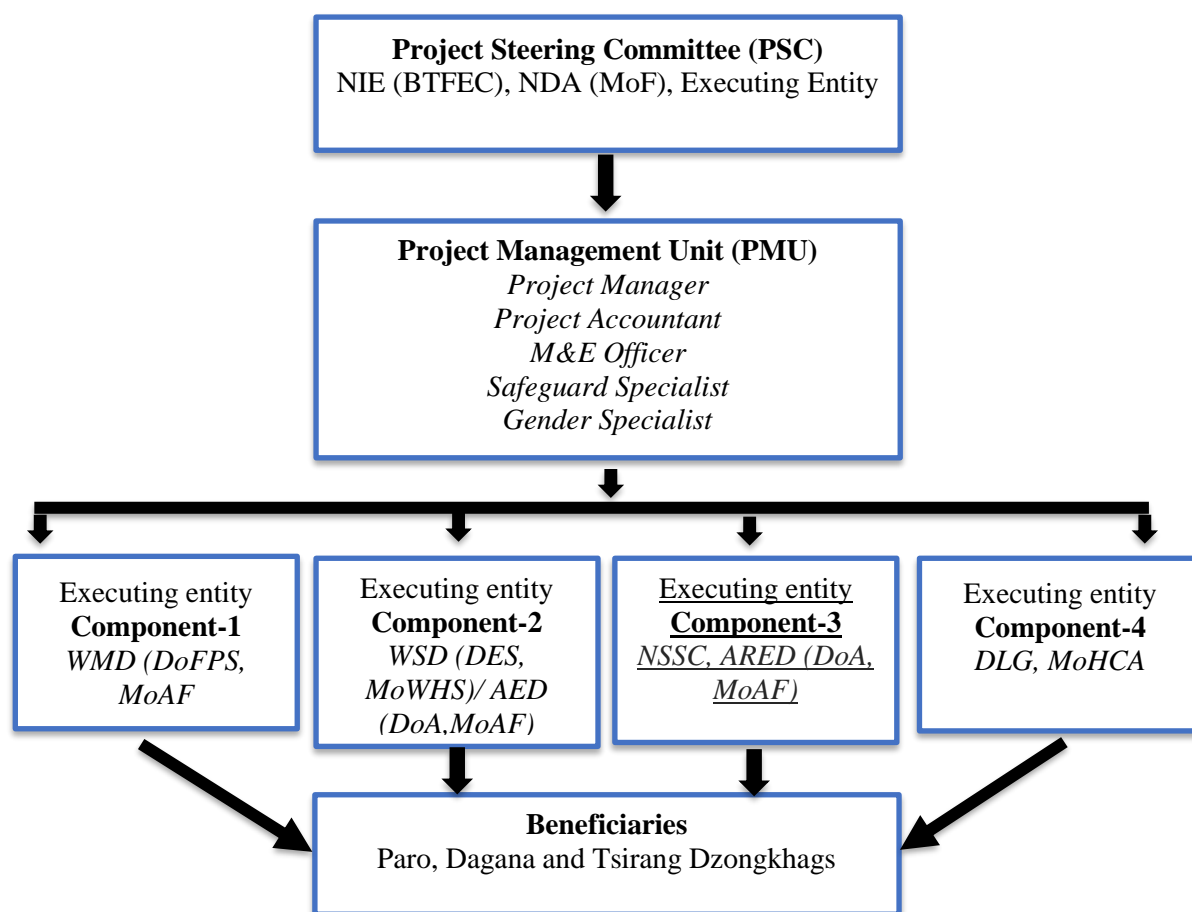 Project Steering Committee (PSC)
NIE (BTFEC), NDA (MoF), Executing Entity
Project Management Unit (PMU)
Project Manager
Project Accountant
M&E Officer
Safeguard Specialist
Gender Specialist
Executing entity
Component-1
WMD (DoFPS,
MoAF
Executing entity
Component-2
WSD (DES,
MoWHS)/ AED
(DoA,MoAF)
Executing entity
Component-3
NSSC, ARED (DoA,
MoAF)
Executing entity
Component-4
DLG, MoHCA
Beneficiaries
Paro, Dagana and Tsirang Dzongkhags